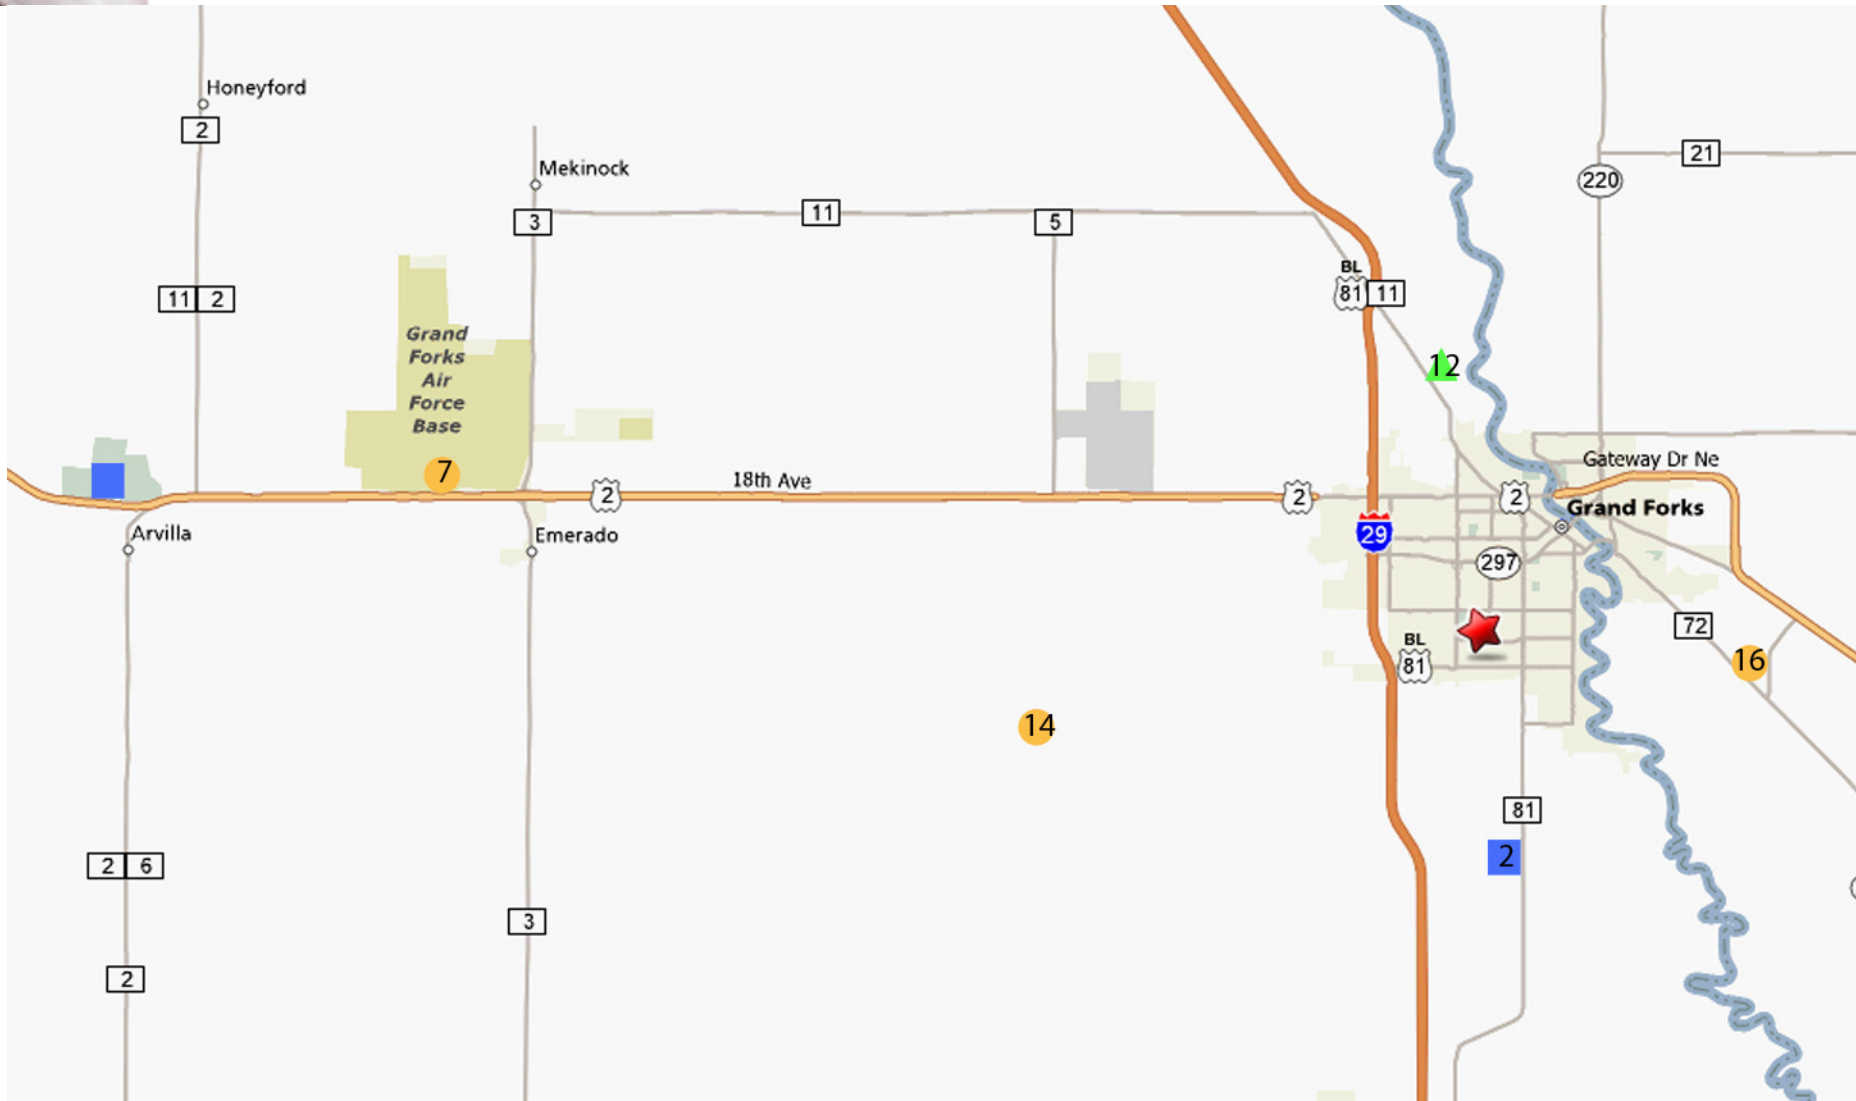 Honeyford
2
Mekinock
21
220
3
11
5
BL
81
11
11
2
Grand
Forks
Air
Force
Base
12
Gateway Dr Ne
7
18th Ave
2
2
2
Grand Forks
Arvilla
Emerado
29
297
72
BL
81
16
14
81
2
2
6
3
2